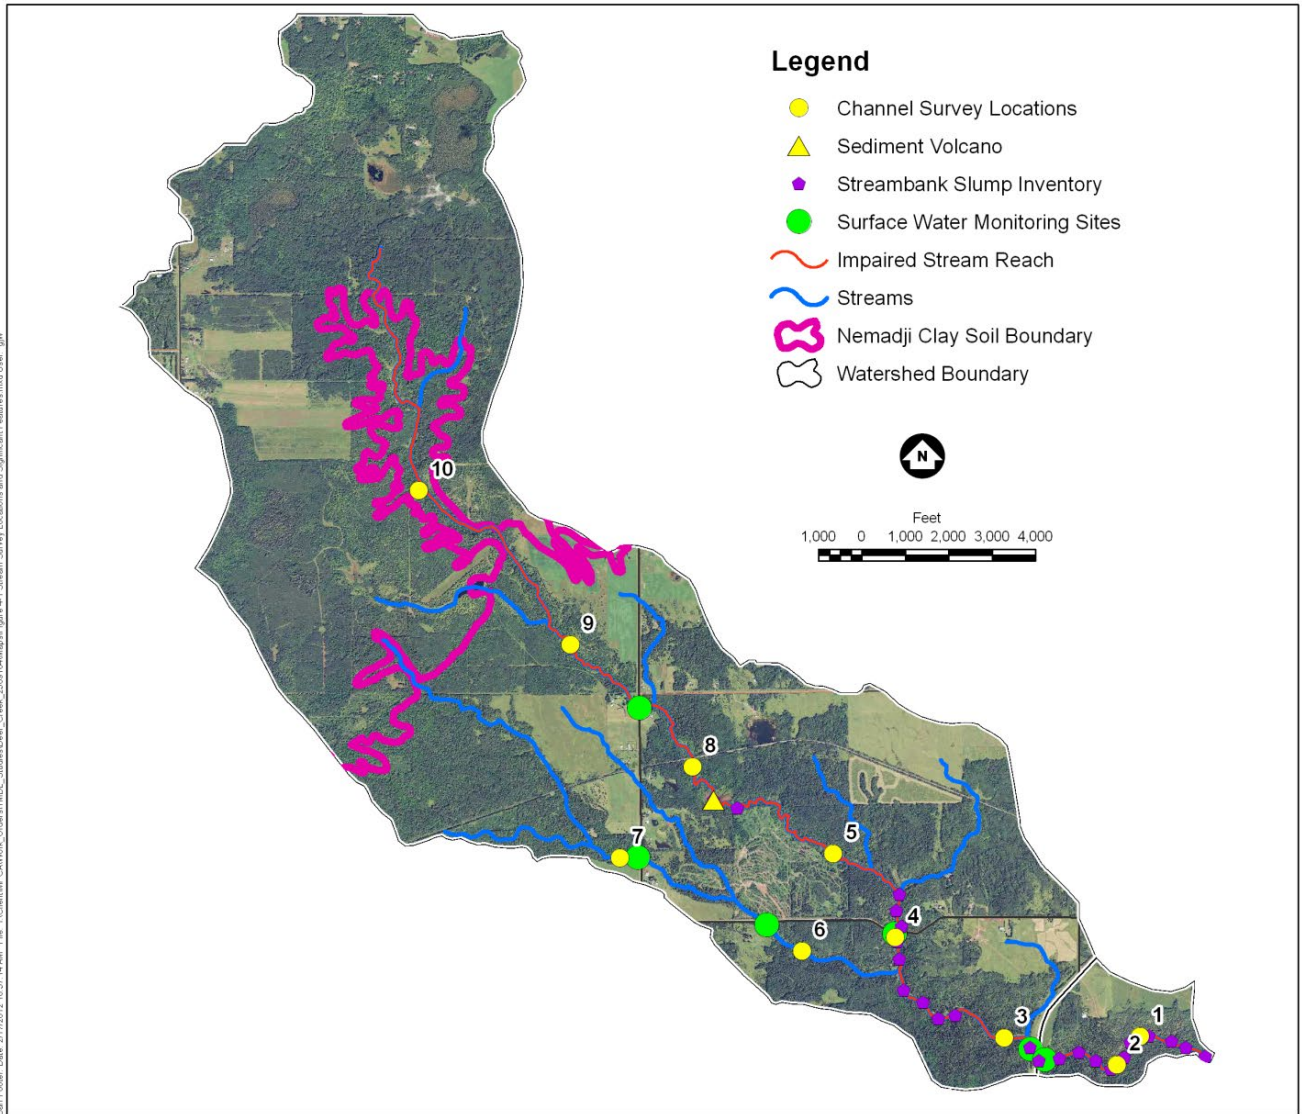 Legend
Channel Survey Locations
Sediment Volcano
Streambank Slump Inventory
Surface Water Monitoring Sites
Impaired Stream Reach
Streams
Nemadji Clay Soil Boundary
Watershed Boundary
N
Feet
1,000 0 1,000 2,000 3,000 4,000
10
9
8
5
7
4
6
3
1
2